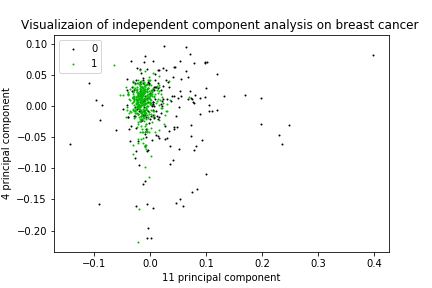 Visualizaion of independent component analysis on breast cancer
0
1
4 principal component
0.10
0.05
0.00
−0.05
−0.10
−0.15
−0.20
−0.1 0.0 0.1 0.2 0.3 0.4
11 principal component